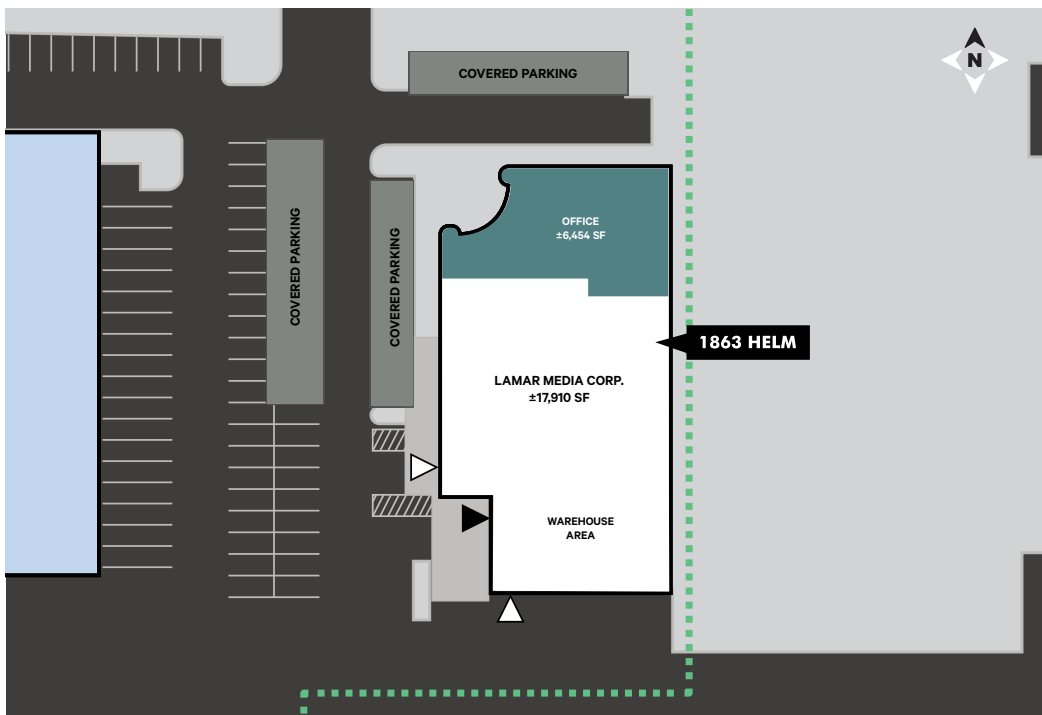 COVERED PARKING
N
COVERED PARKING
COVERED PARKING
OFFICE
±6,454 SF
1863 HELM
LAMAR MEDIA CORP.
±17,910 SF
WAREHOUSE
AREA